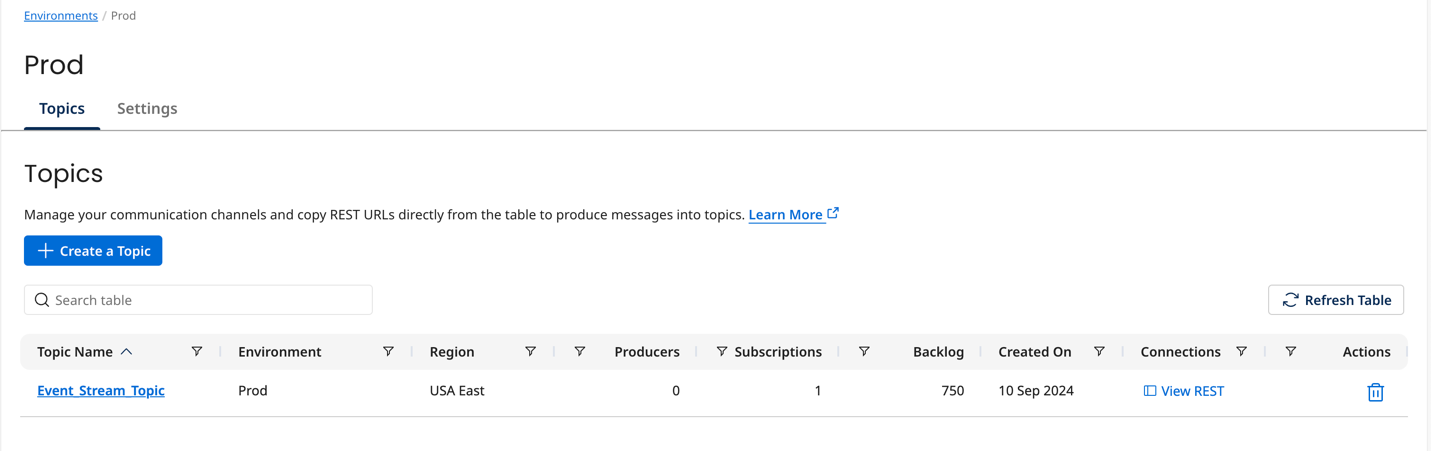 Environments / Prod
Prod
Topics Settings
Topics
Manage your communication channels and copy REST URLs directly from the table to produce messages into topics. Learn More
Create a Topic
Search table
Refresh Table
Topic Name Environment Region Producers Subscriptions Backlog Created On Connections Actions
Event_Stream_Topic Prod USA East 0 1 750 10 Sep 2024 View REST